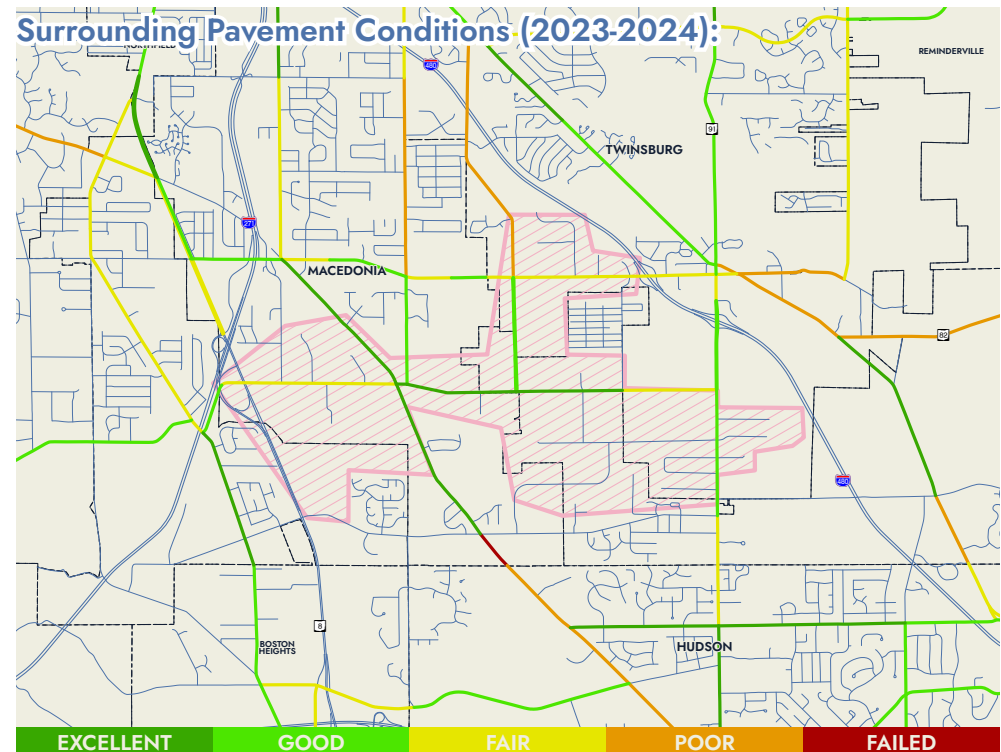 Surrounding Pavement Conditions (2023-2024):
NORTHFIELD
REMINDERVILLE
480
91
TWINSBURG
271
MACEDONIA
82
480
8
BOSTON
HEIGHTS
HUDSON
EXCELLENT
GOOD
FAIR
POOR
FAILED